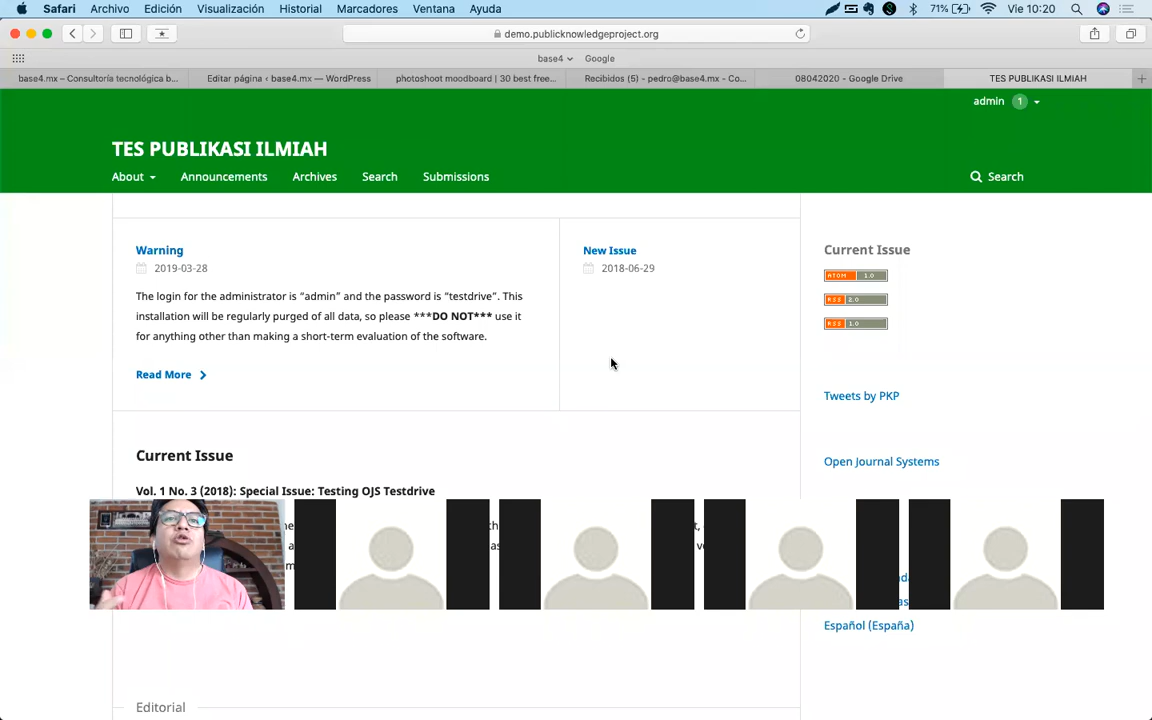 Safari Archivo Edición Visualización Historial Marcadores Ventana Ayuda 71% Vie 10:20
demo.publicknowledgeproject.org
base4 Google
base4.mx – Consultoría tecnológica b... Editar página ‹ base4.mx — WordPress photoshoot moodboard | 30 best free... Recibidos (5) - pedro@base4.mx - Co... 08042020 - Google Drive TES PUBLIKASI ILMIAH
admin 1
TES PUBLIKASI ILMIAH
About Announcements Archives Search Submissions Search
Warning
2019-03-28
The login for the administrator is "admin" and the password is "testdrive". This
installation will be regularly purged of all data, so please ***DO NOT*** use it
for anything other than making a short-term evaluation of the software.
Read More
New Issue
2018-06-29
Current Issue
Vol. 1 No. 3 (2018): Special Issue: Testing OJS Testdrive
Editorial
Current Issue
ATOM 1.0
RSS 2.0
RSS 1.0
Tweets by PKP
Open Journal Systems
Español (España)